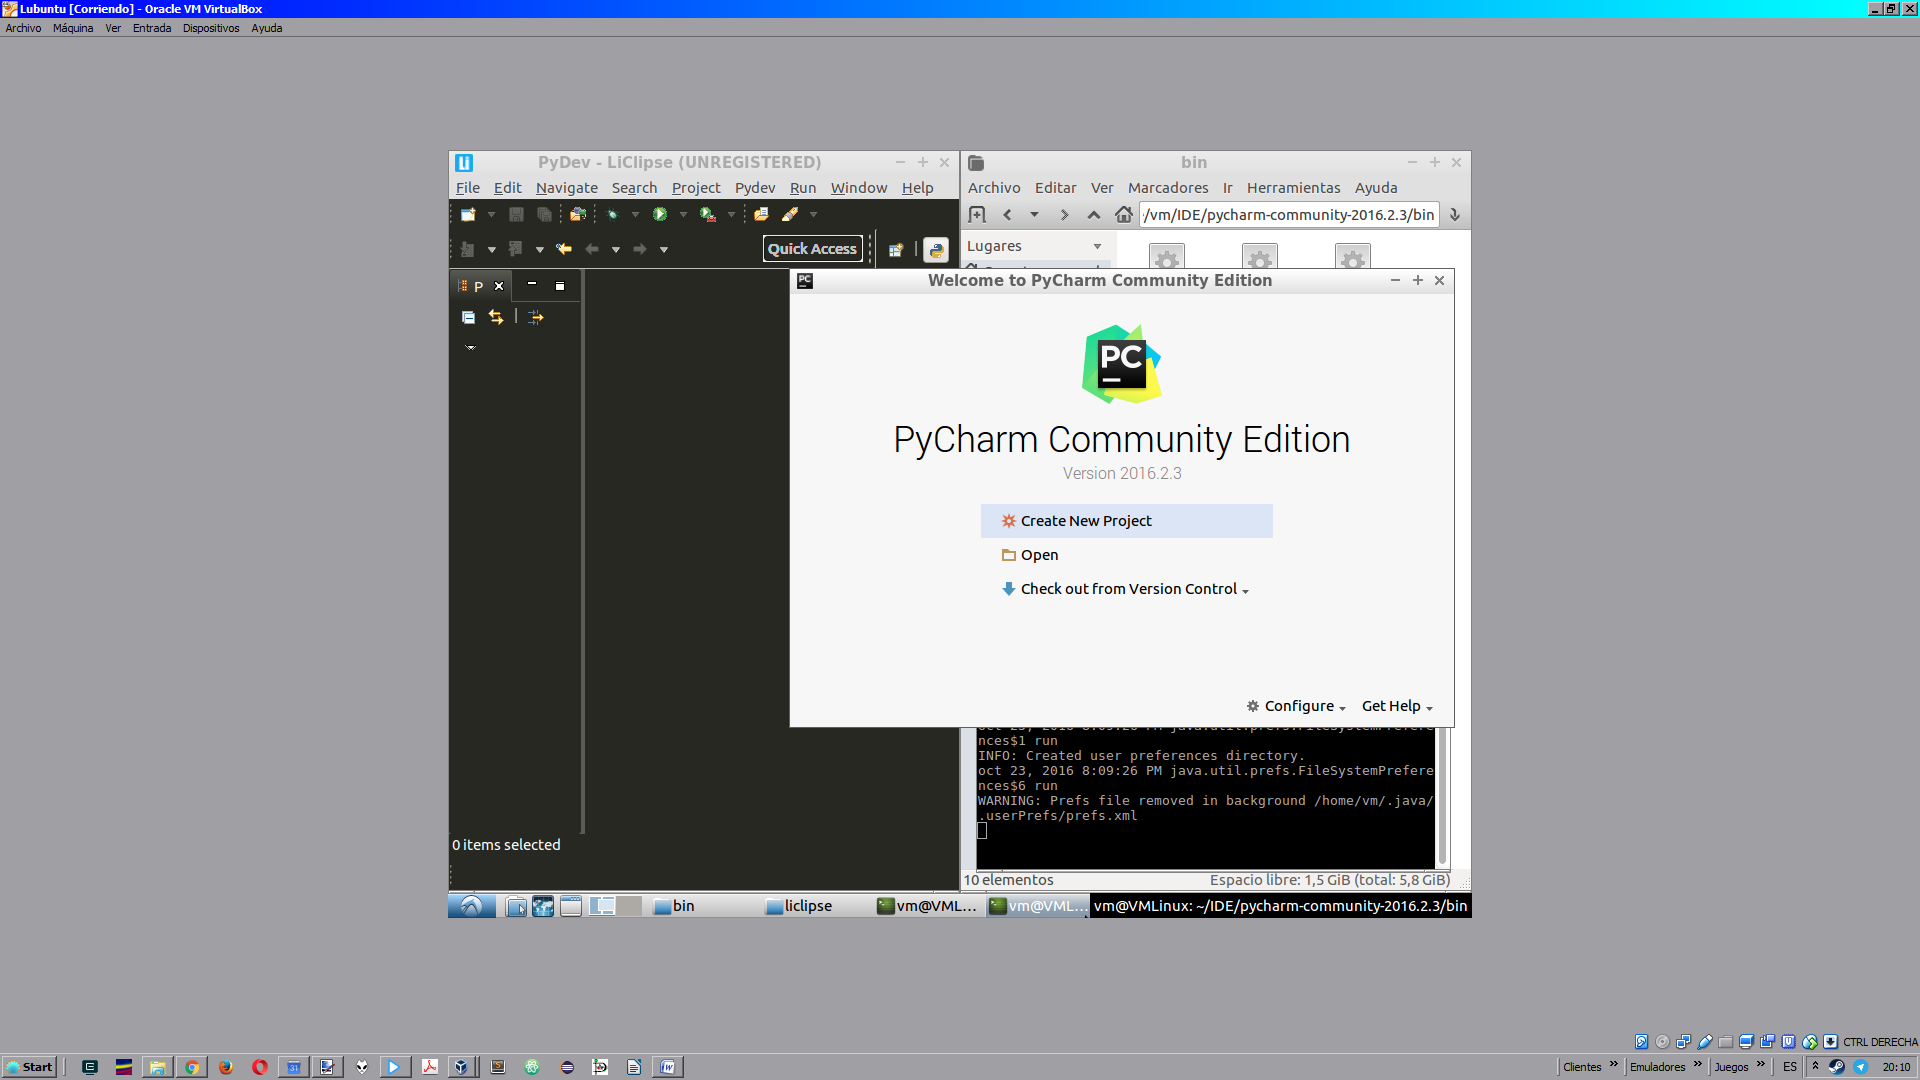 Lubuntu [Corriendo] - Oracle VM VirtualBox
Archivo Máquina Ver Entrada Dispositivos Ayuda
PyDev - LiClipse (UNREGISTERED)
File Edit Navigate Search Project Pydev Run Window Help
Quick Access
P
0 items selected
bin
Archivo Editar Ver Marcadores Ir Herramientas Ayuda
/vm/IDE/pycharm-community-2016.2.3/bin
Lugares
Welcome to PyCharm Community Edition
PC
PyCharm Community Edition
Version 2016.2.3
Create New Project
Open
Check out from Version Control
Configure Get Help
nces$1 run
INFO: Created user preferences directory.
oct 23, 2016 8:09:26 PM java.util.prefs.FileSystemPrefere
nces$6 run
WARNING: Prefs file removed in background /home/vm/.java/
.userPrefs/prefs.xml
10 elementos Espacio libre: 1,5 GiB (total: 5,8 GiB)
bin liclipse vm@VML... vm@VML... vm@VMLinux: ~/IDE/pycharm-community-2016.2.3/bin
CTRL DERECHA
Start Clientes » Emuladores » Juegos » ES 20:10